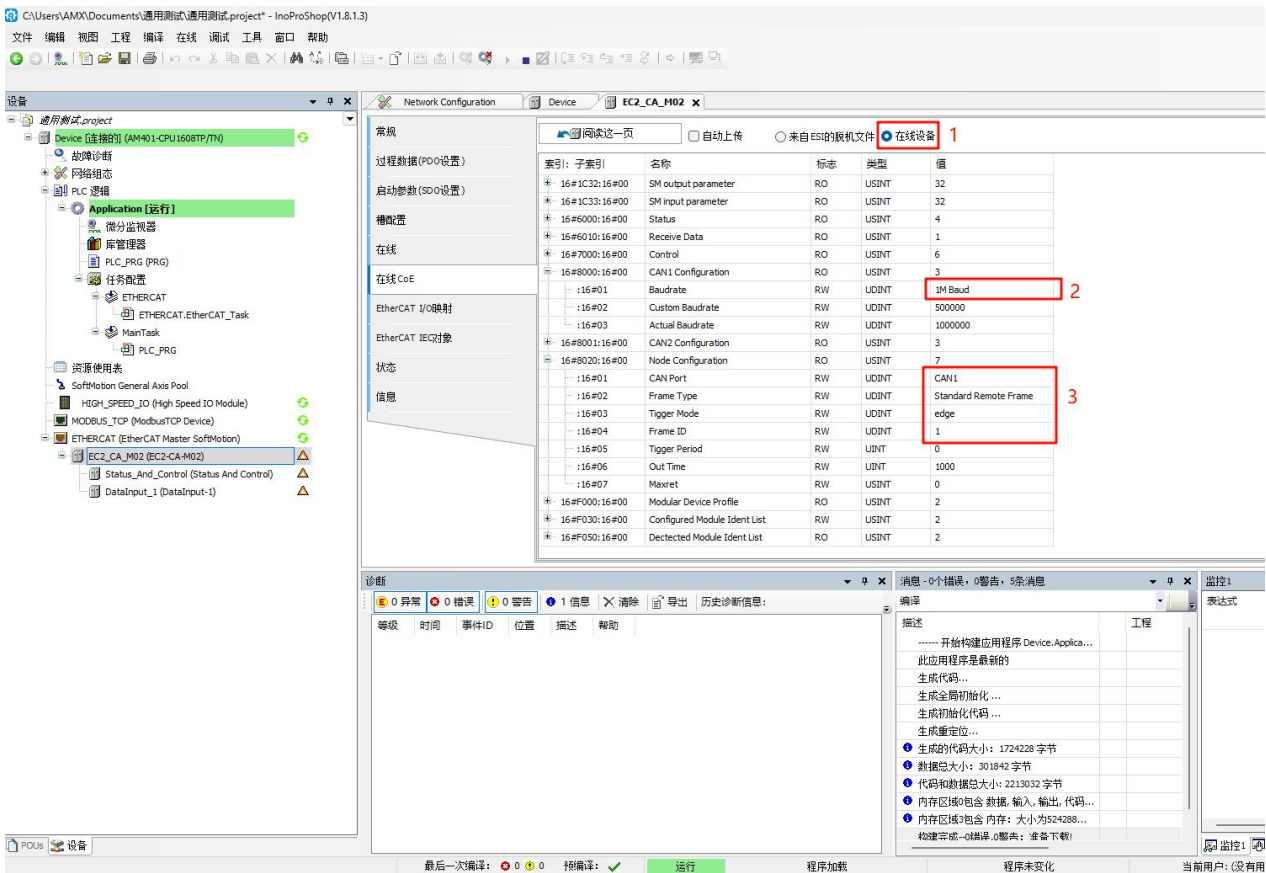 C:\Users\AMX\Documents\通用测试\通用测试.project* - InoProShop(V1.8.1.3)
文件 编辑 视图 工程 编译 在线 调试 工具 窗口 帮助
设备
通用测试.project
Device [连接的] (AM401-CPU1608TP/TN)
故障诊断
网络组态
PLC 逻辑
Application [运行]
微分监视器
库管理器
PLC_PRG (PRG)
任务配置
ETHERCAT
ETHERCAT.EtherCAT_Task
MainTask
PLC_PRG
资源使用表
SoftMotion General Axis Pool
HIGH_SPEED_IO (High Speed IO Module)
MODBUS_TCP (ModbusTCP Device)
ETHERCAT (EtherCAT Master SoftMotion)
EC2_CA_M02 (EC2-CA-M02)
Status_And_Control (Status And Control)
DataInput_1 (DataInput-1)
POUs 设备
Network Configuration Device EC2_CA_M02
常规
过程数据(PDO设置)
启动参数(SDO设置)
槽配置
在线
在线CoE
EtherCAT I/O映射
EtherCAT IEC对象
状态
信息
阅读这一页 自动上传 来自ESI的脱机文件 在线设备 1
索引: 子索引 名称 标志 类型 值
16#1C32:16#00 SM output parameter RO USINT 32
16#1C33:16#00 SM input parameter RO USINT 32
16#6000:16#00 Status RO USINT 4
16#6010:16#00 Receive Data RO USINT 1
16#7000:16#00 Control RO USINT 6
16#8000:16#00 CAN1 Configuration RO USINT 3
:16#01 Baudrate RW UDINT 1M Baud 2
:16#02 Custom Baudrate RW UDINT 500000
:16#03 Actual Baudrate RW UDINT 1000000
16#8001:16#00 CAN2 Configuration RO USINT 3
16#8020:16#00 Node Configuration RO USINT 7
:16#01 CAN Port RW UDINT CAN1
:16#02 Frame Type RW UDINT Standard Remote Frame 3
:16#03 Tigger Mode RW UDINT edge
:16#04 Frame ID RW UDINT 1
:16#05 Tigger Period RW UINT 0
:16#06 Out Time RW UINT 1000
:16#07 Maxret RW USINT 0
16#F000:16#00 Modular Device Profile RO USINT 2
16#F030:16#00 Configured Module Ident List RW USINT 2
16#F050:16#00 Dectected Module Ident List RO USINT 2
诊断
0 异常 0 错误 0 警告 1 信息 清除 导出 历史诊断信息:
等级 时间 事件ID 位置 描述 帮助
消息 - 0个错误，0警告，5条消息
编译
描述 工程
------ 开始构建应用程序 Device.Applica...
此应用程序是最新的
生成代码...
生成全局初始化 ...
生成初始化代码 ...
生成重定位...
生成的代码大小: 1724228 字节
数据总大小: 301842 字节
代码和数据总大小: 2213032 字节
内存区域0包含 数据, 输入, 输出, 代码...
内存区域3包含 内存: 大小为524288...
构建完成--0错误,0警告: 准备下载!
监控1
表达式
监控1
最后一次编译: 0 0 预编译: 运行 程序加载 程序未变化 当前用户: (没有用